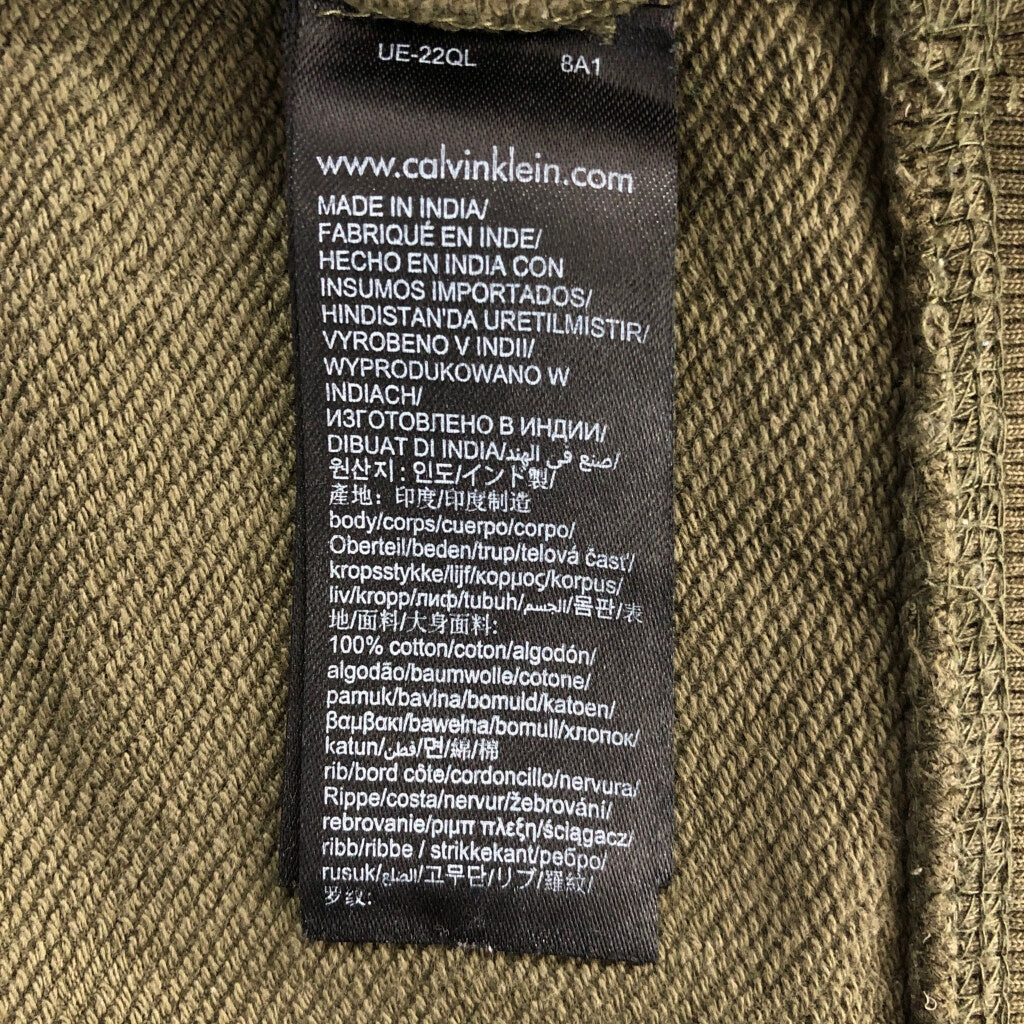 UE-22QL 8A1
www.calvinklein.com
MADE IN INDIA/
FABRIQUÉ EN INDE/
HECHO EN INDIA CON
INSUMOS IMPORTADOS/
HINDISTAN'DA URETILMISTIR/
VYROBENO V INDII/
WYPRODUKOWANO W
INDIACH/
ИЗГОТОВЛЕНО В ИНДИИ/
DIBUAT DI INDIA/صنع في الهند/
원산지 : 인도/インド製/
產地: 印度/印度制造
body/corps/cuerpo/corpo/
Oberteil/beden/trup/telová časť/
kropsstykke/lijf/κορμος/korpus/
liv/kropp/лиф/tubuh/الجسم/몸판/表
地/面料/大身面料:
100% cotton/coton/algodón/
algodão/baumwolle/cotone/
pamuk/bavlna/bomuld/katoen/
βαμβακι/bawełna/bomull/хлопок/
katun/قطن/면/綿/棉
rib/bord côte/cordoncillo/nervura/
Rippe/costa/nervur/žebrování/
rebrovanie/ριμπ πλεξη/ściągacz/
ribb/ribbe / strikkekant/ребро/
rusuk/الضلع/고무단/リブ/羅紋/
罗纹: